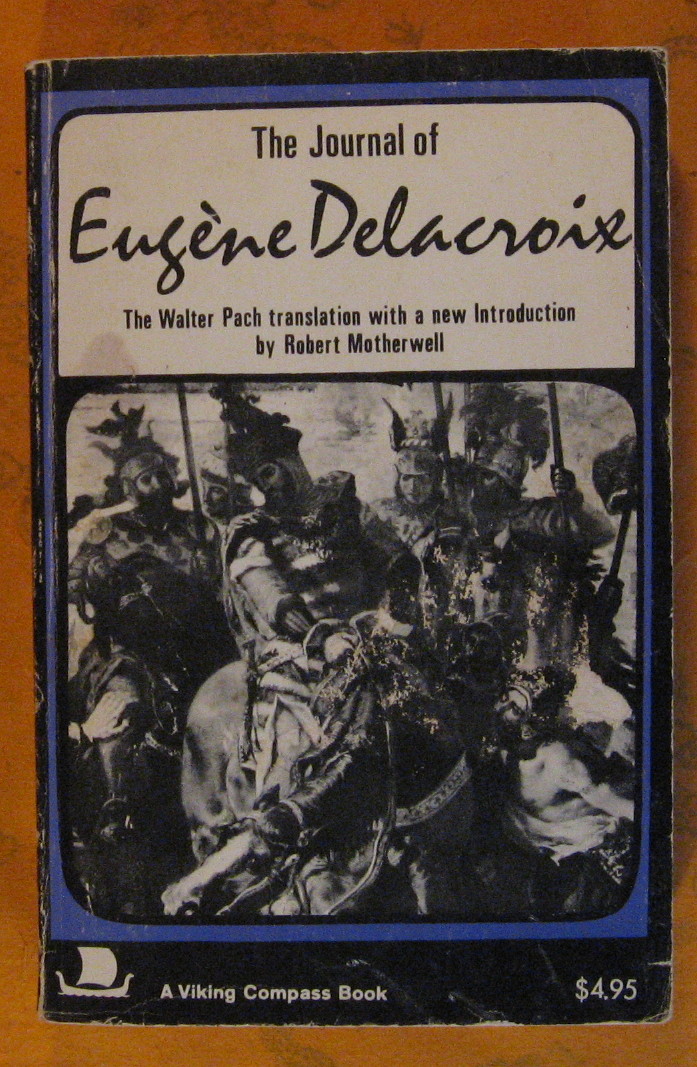 The Journal of
Eugène Delacroix
The Walter Pach translation with a new Introduction
by Robert Motherwell
A Viking Compass Book
$4.95